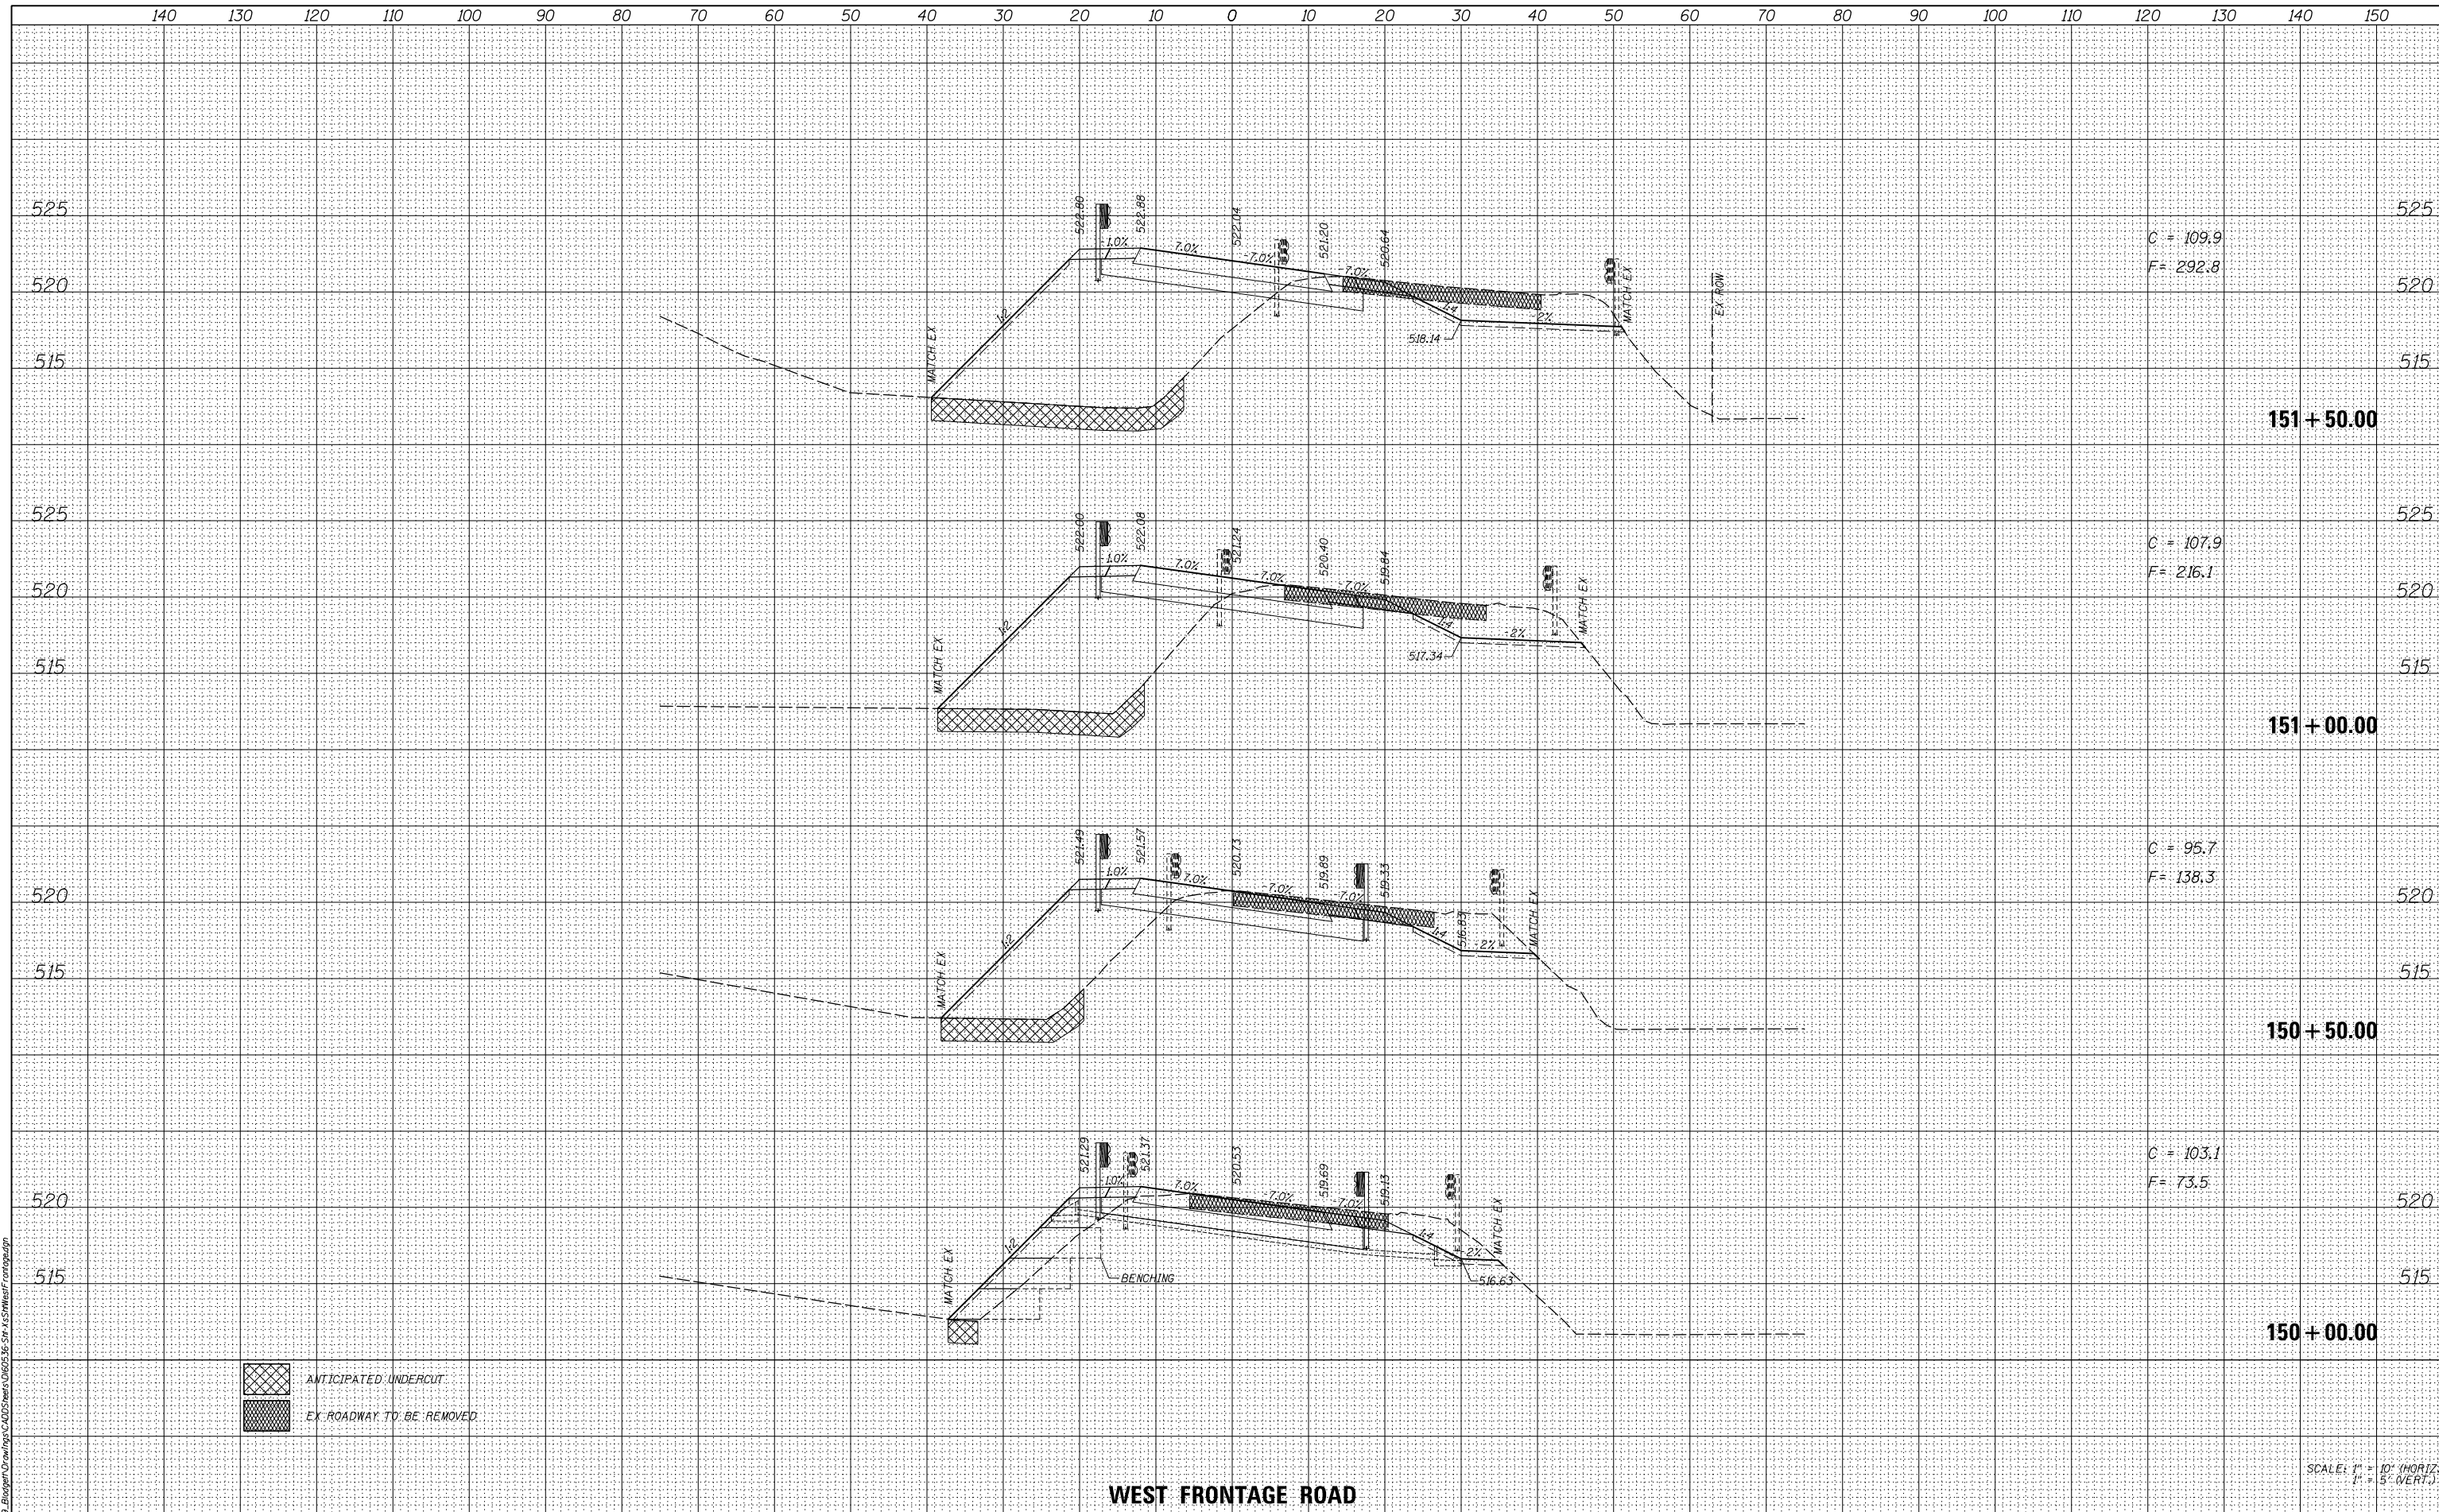 140 130 120 110 100 90 80 70 60 50 40 30 20 10 0 10 20 30 40 50 60 70 80 90 100 110 120 130 140 150
525 525
520 520
515 515
522.80 522.88 522.04 521.20 520.64
-1.0% 7.0% -7.0% 7.0%
1:2 1:4 -2%
MATCH EX MATCH EX EX ROW
518.14
C = 109.9
F= 292.8
151+50.00
525 525
520 520
515 515
522.00 522.08 521.24 520.40 519.84
-1.0% 7.0% -7.0% -7.0%
1:2 1:4 -2%
MATCH EX MATCH EX
517.34
C = 107.9
F= 216.1
151+00.00
520 520
515 515
521.49 521.57 520.73 519.89 519.33
-1.0% 7.0% -7.0% -7.0%
1:2 1:4 516.83 -2%
MATCH EX MATCH EX
C = 95.7
F= 138.3
150+50.00
520 520
515 515
521.29 521.37 520.53 519.69 519.13
-1.0% 7.0% -7.0% -7.0%
1:2 1:4 -2%
MATCH EX MATCH EX
BENCHING
516.63
C = 103.1
F= 73.5
150+00.00
ANTICIPATED UNDERCUT
EX ROADWAY TO BE REMOVED
SCALE: 1" = 10' (HORIZ.
1" = 5' (VERT.)
WEST FRONTAGE ROAD